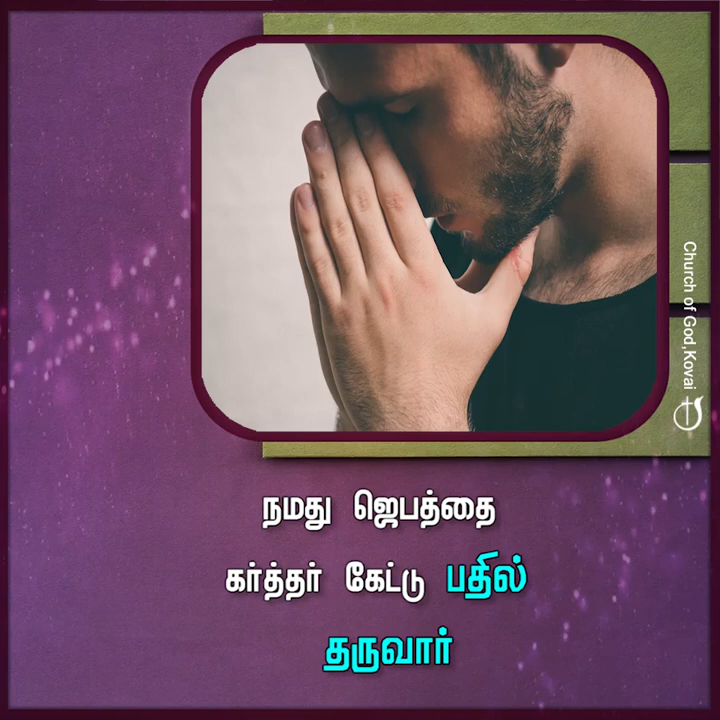 Church of God,Kovai
நமது ஜெபத்தை
கர்த்தர் கேட்டு பதில்
தருவார்